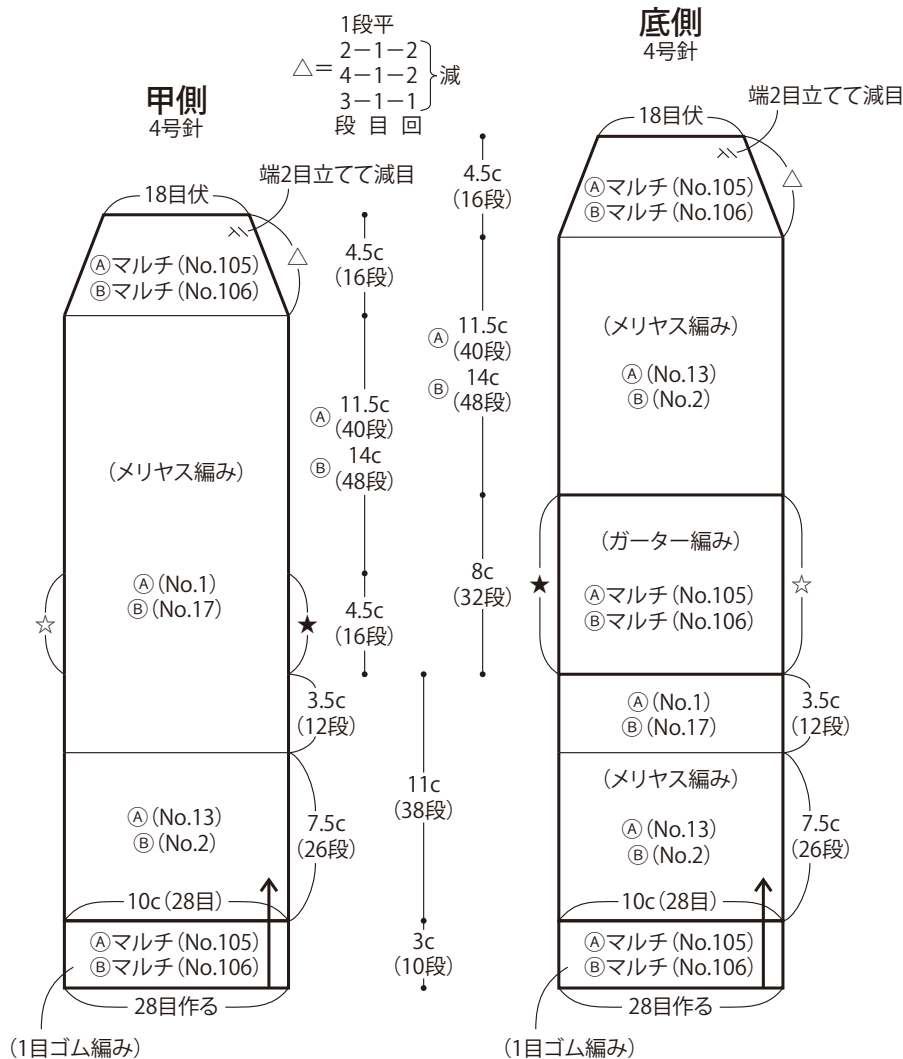 1段平
2－1－2
△＝ 4－1－2 減
3－1－1
段 目 回
甲側
4号針
端2目立てて減目
18目伏
△
Ⓐマルチ（No.105）
Ⓑマルチ（No.106）
（メリヤス編み）
Ⓐ（No.1）
Ⓑ（No.17）
☆
★
Ⓐ（No.13）
Ⓑ（No.2）
10c（28目）
Ⓐマルチ（No.105）
Ⓑマルチ（No.106）
28目作る
（1目ゴム編み）
4.5c
（16段）
Ⓐ 11.5c
（40段）
Ⓑ 14c
（48段）
4.5c
（16段）
3.5c
（12段）
7.5c
（26段）
11c
（38段）
3c
（10段）
底側
4号針
端2目立てて減目
18目伏
△
Ⓐマルチ（No.105）
Ⓑマルチ（No.106）
（メリヤス編み）
Ⓐ（No.13）
Ⓑ（No.2）
（ガーター編み）
Ⓐマルチ（No.105）
Ⓑマルチ（No.106）
★
☆
Ⓐ（No.1）
Ⓑ（No.17）
（メリヤス編み）
Ⓐ（No.13）
Ⓑ（No.2）
10c（28目）
Ⓐマルチ（No.105）
Ⓑマルチ（No.106）
28目作る
（1目ゴム編み）
4.5c
（16段）
Ⓐ 11.5c
（40段）
Ⓑ 14c
（48段）
8c
（32段）
3.5c
（12段）
7.5c
（26段）